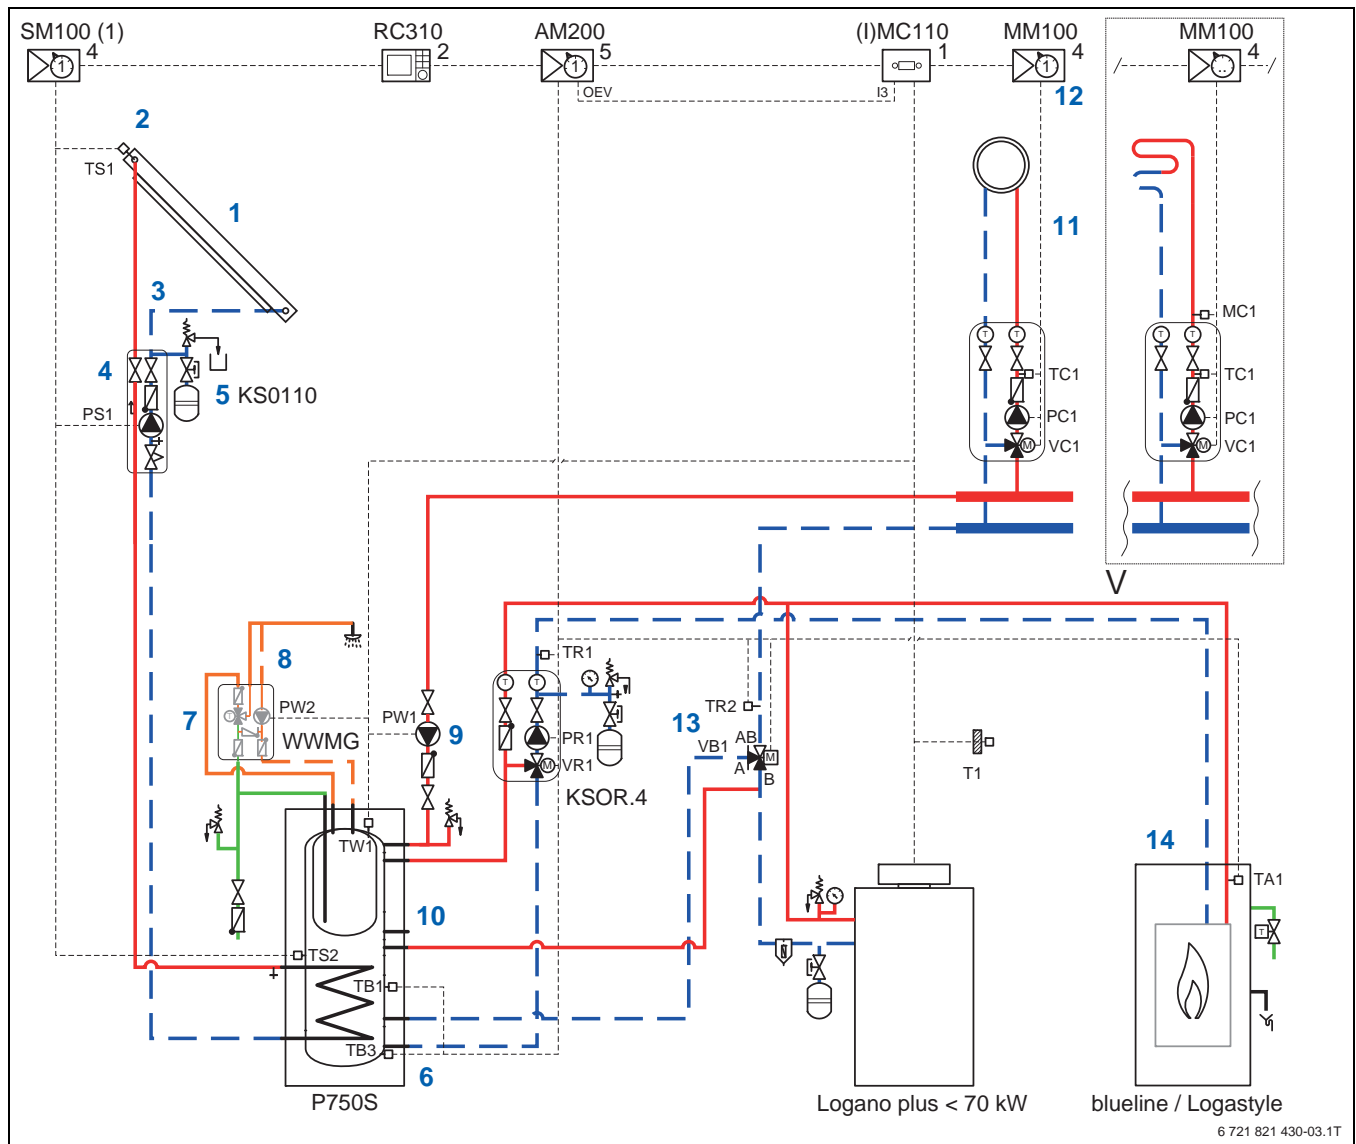 SM100 (1)
4
RC310
2
AM200
5
(I)MC110
1
MM100
4
MM100
4
1
1
1
..
OEV
I3
12
2
TS1
1
11
3
MC1
4
5 KS0110
T
T
T
T
TC1
TC1
PS1
PC1
PC1
M
VC1
M
VC1
V
8
TR1
7
T
PW2
T
T
TR2
13
WWMG
PW1
9
PR1
VB1
AB
M
VR1
A
B
M
T1
KSOR.4
TW1
14
TA1
10
T
TS2
TB1
TB3
6
P750S
Logano plus < 70 kW
blueline / Logastyle
6 721 821 430-03.1T